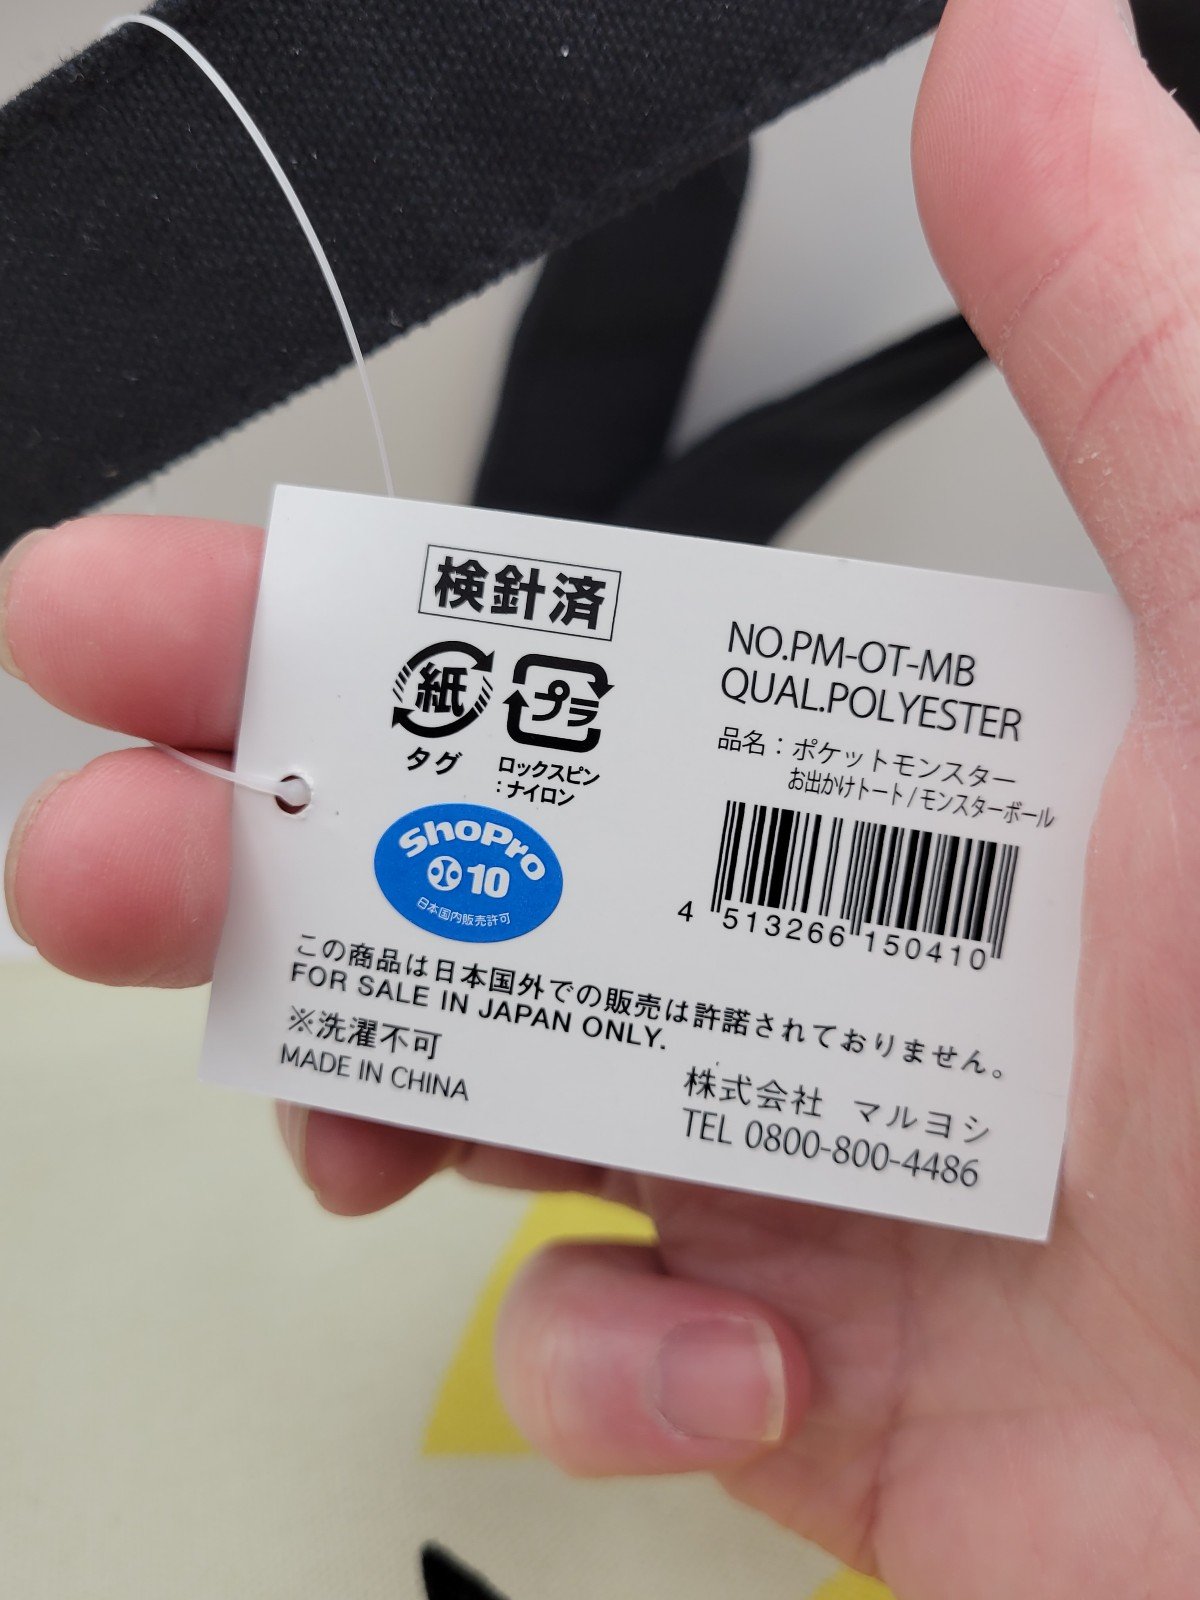 検針済
紙
プラ
タグ
ロックスピン
:ナイロン
ShoPro
10
日本国内販売許可
NO.PM-OT-MB
QUAL.POLYESTER
品名:ポケットモンスター
お出かけトート/モンスターボール
4 513266 150410
この商品は日本国外での販売は許諾されておりません。
FOR SALE IN JAPAN ONLY.
※洗濯不可
MADE IN CHINA
株式会社 マルヨシ
TEL 0800-800-4486